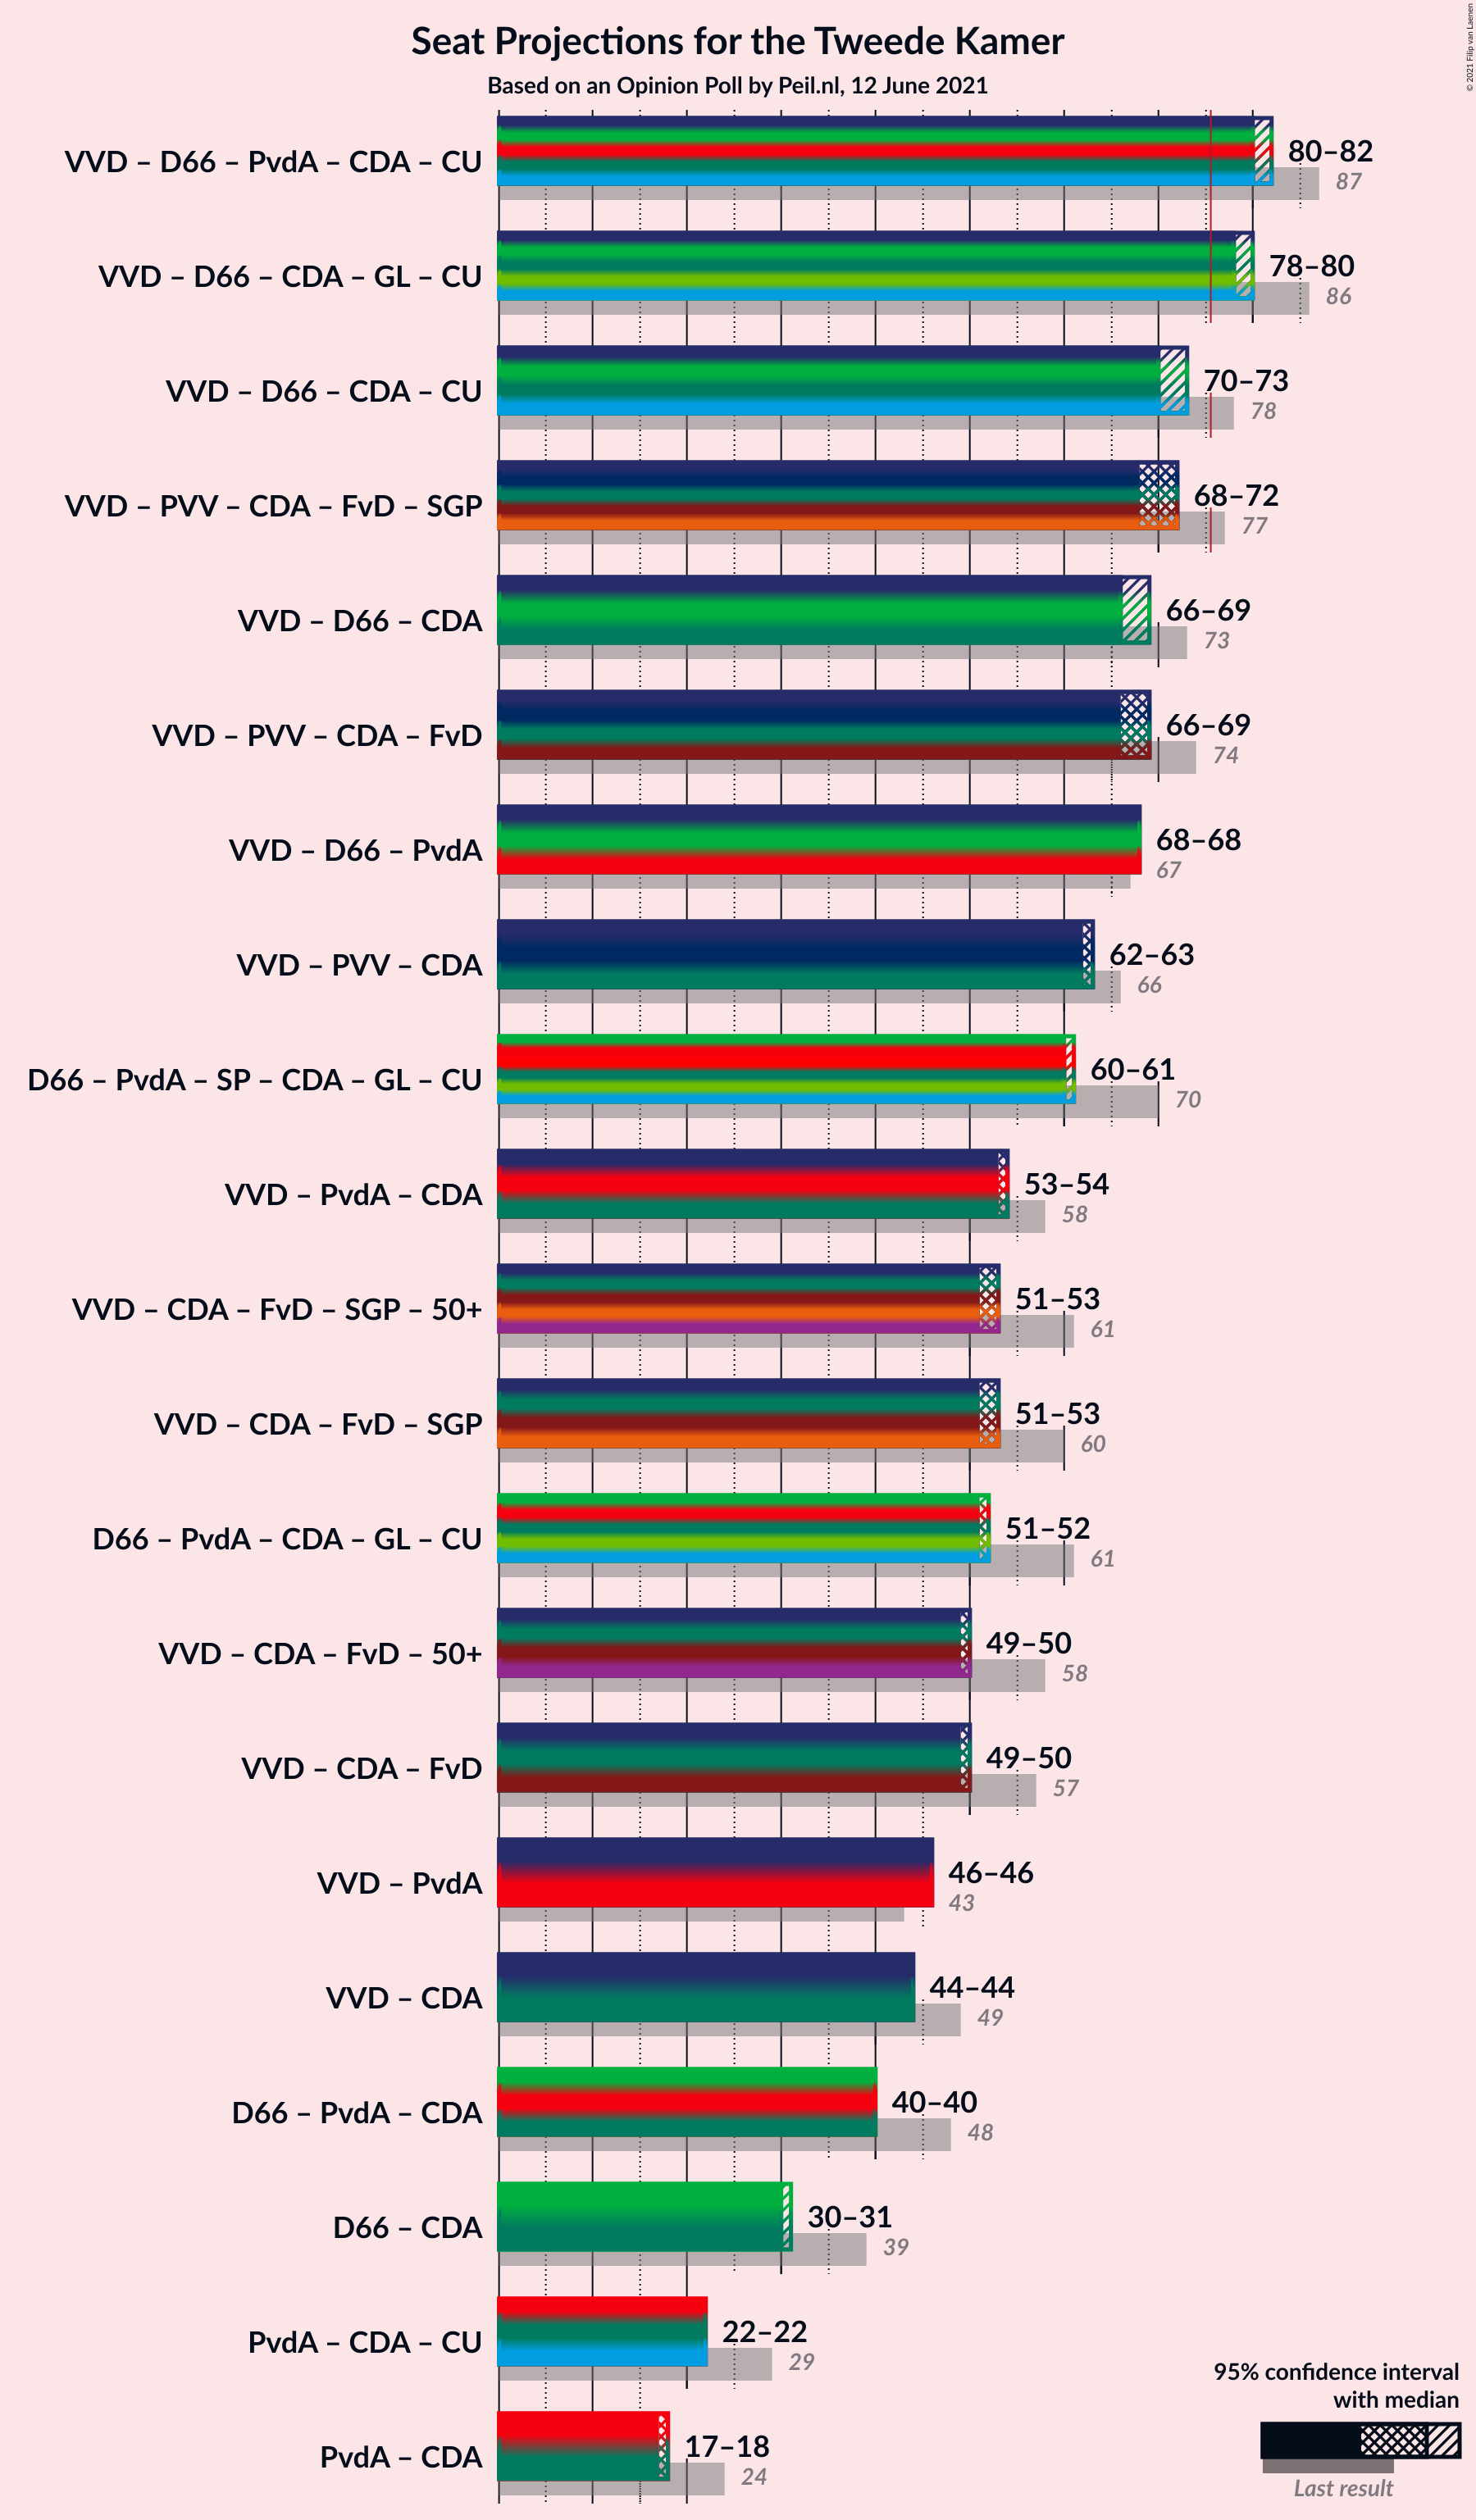 Seat Projections for the Tweede Kamer
Based on an Opinion Poll by Peil.nl, 12 June 2021
© 2021 Filip van Laenen
VVD – D66 – PvdA – CDA – CU
80–82
87
VVD – D66 – CDA – GL – CU
78–80
86
VVD – D66 – CDA – CU
70–73
78
VVD – PVV – CDA – FvD – SGP
68–72
77
VVD – D66 – CDA
66–69
73
VVD – PVV – CDA – FvD
66–69
74
VVD – D66 – PvdA
68–68
67
VVD – PVV – CDA
62–63
66
D66 – PvdA – SP – CDA – GL – CU
60–61
70
VVD – PvdA – CDA
53–54
58
VVD – CDA – FvD – SGP – 50+
51–53
61
VVD – CDA – FvD – SGP
51–53
60
D66 – PvdA – CDA – GL – CU
51–52
61
VVD – CDA – FvD – 50+
49–50
58
VVD – CDA – FvD
49–50
57
VVD – PvdA
46–46
43
VVD – CDA
44–44
49
D66 – PvdA – CDA
40–40
48
D66 – CDA
30–31
39
PvdA – CDA – CU
22–22
29
PvdA – CDA
17–18
24
95% confidence interval
with median
Last result